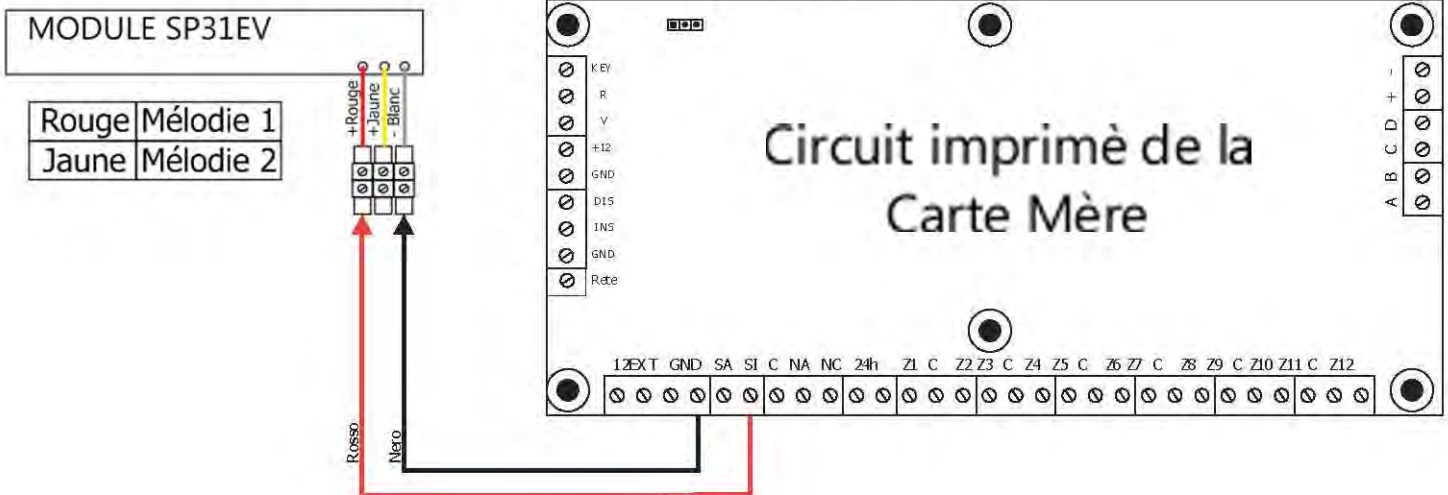 MODULE SP31EV
Rouge Mélodie 1
Jaune Mélodie 2
+Rouge
+Jaune
- Blanc
Rosso
Nero
KEY
R
V
+12
GND
DIS
INS
GND
Rete
Circuit imprimè de la
Carte Mère
-
+
D
C
B
A
12EXT GND SA SI C NA NC 24h Z1 C Z2 Z3 C Z4 Z5 C Z6 Z7 C Z8 Z9 C Z10 Z11 C Z12